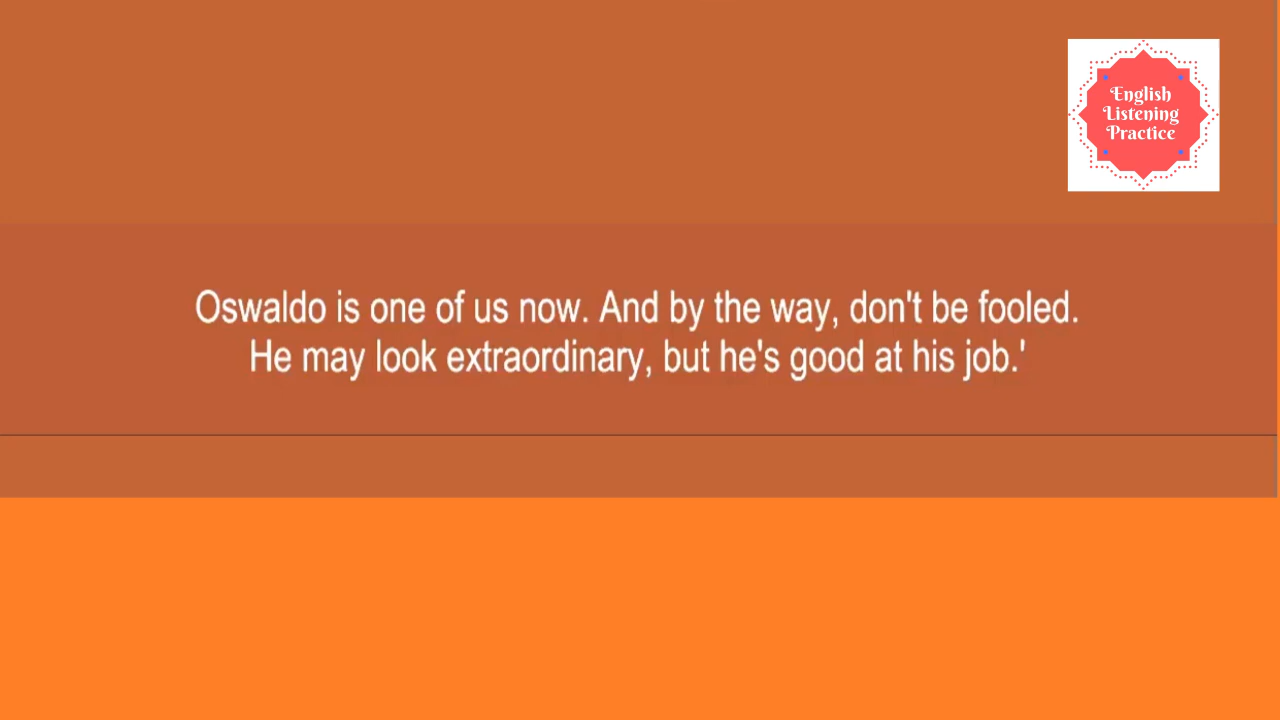 English
Listening
Practice
Oswaldo is one of us now. And by the way, don't be fooled.
He may look extraordinary, but he's good at his job.'